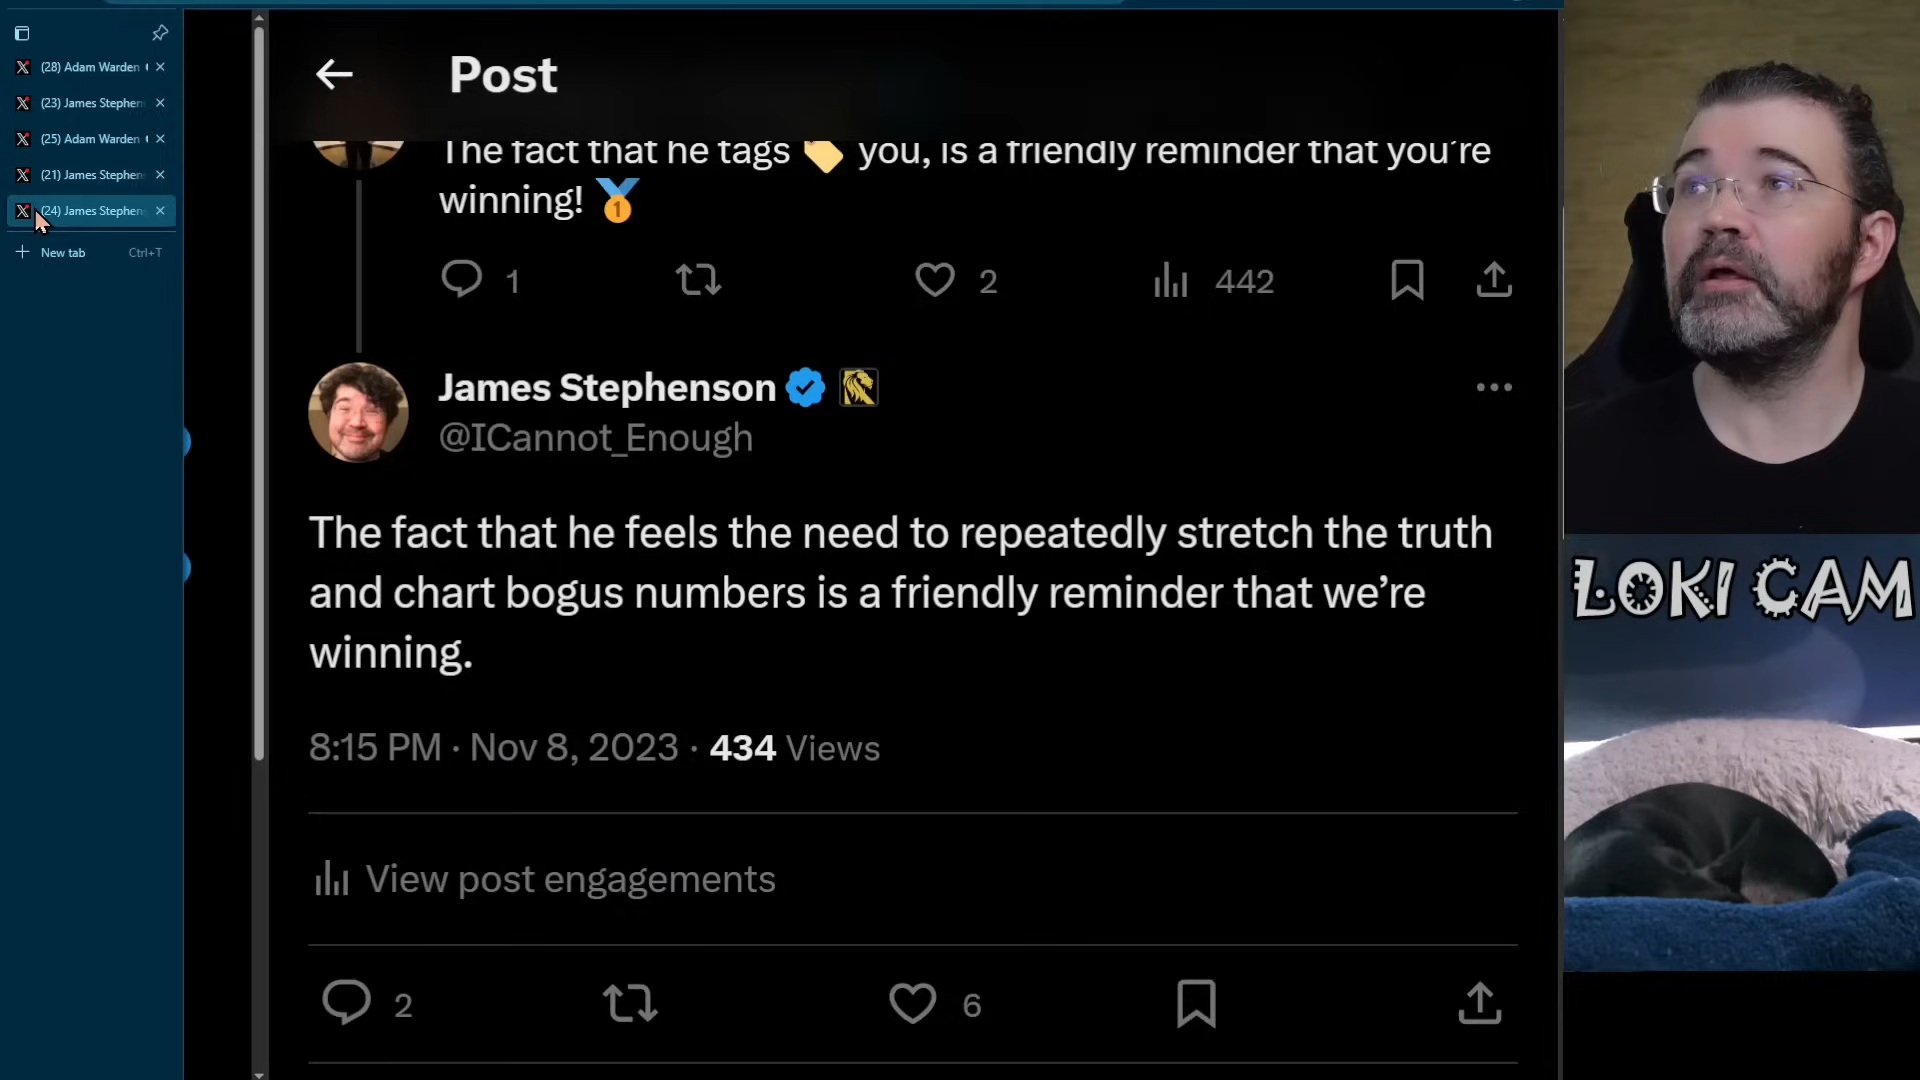 (28) Adam Warden
(23) James Stephen
(25) Adam Warden
(21) James Stephen
(24) James Stephen
New tab Ctrl+T
Post
The fact that he tags 🏷️ you, is a friendly reminder that you're
winning! 🥇
1 2 442
James Stephenson
@ICannot_Enough
The fact that he feels the need to repeatedly stretch the truth
and chart bogus numbers is a friendly reminder that we're
winning.
8:15 PM · Nov 8, 2023 · 434 Views
View post engagements
2 6
LOKI CAM